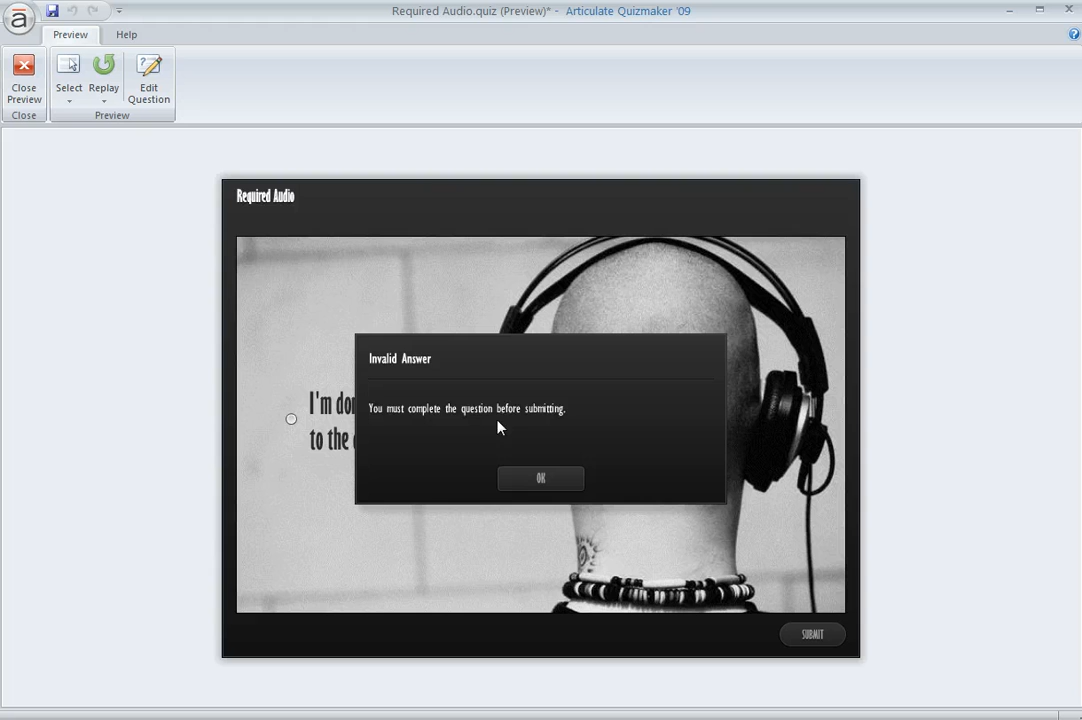 Required Audio.quiz (Preview)* - Articulate Quizmaker '09
Preview Help
Close Preview
Select
Replay
Edit Question
Close
Preview
Required Audio
Invalid Answer
You must complete the question before submitting.
I'm
to the
OK
SUBMIT